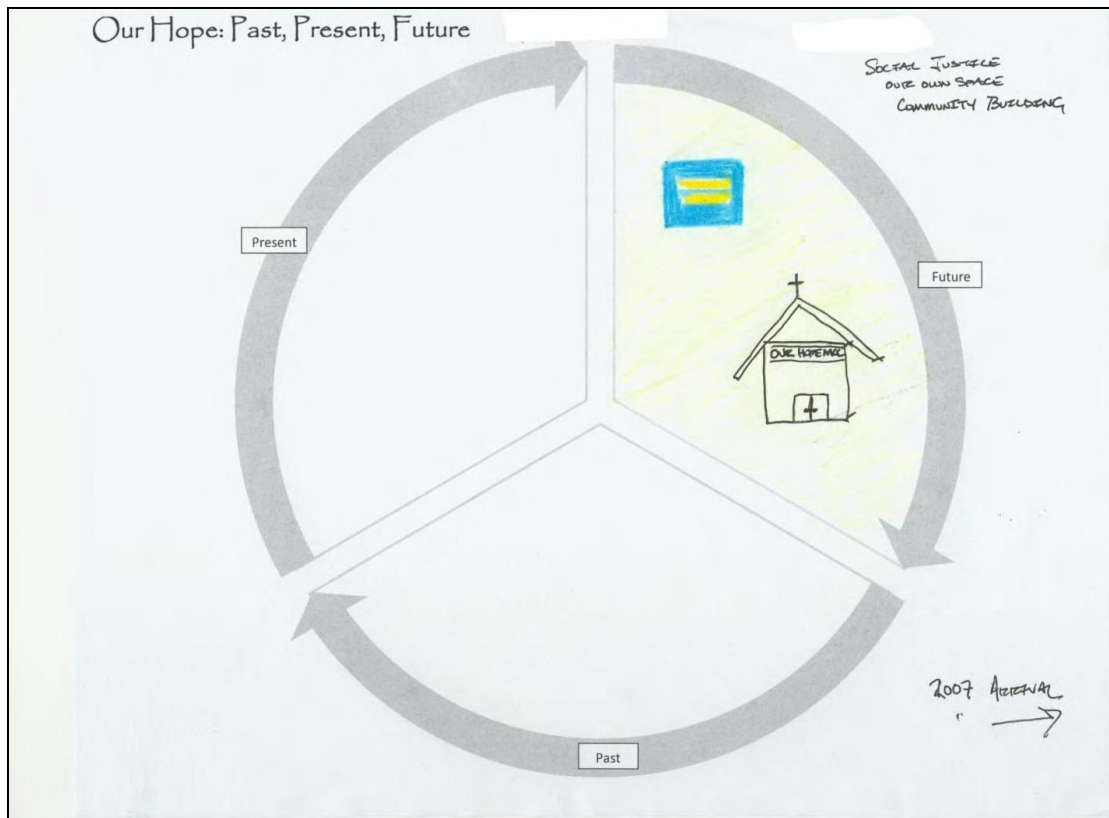 Our Hope: Past, Present, Future
SOCIAL JUSTICE
OUR OWN SPACE
COMMUNITY BUILDING
Present
Future
OUR HOPE MCC
2007 ARRIVAL
Past